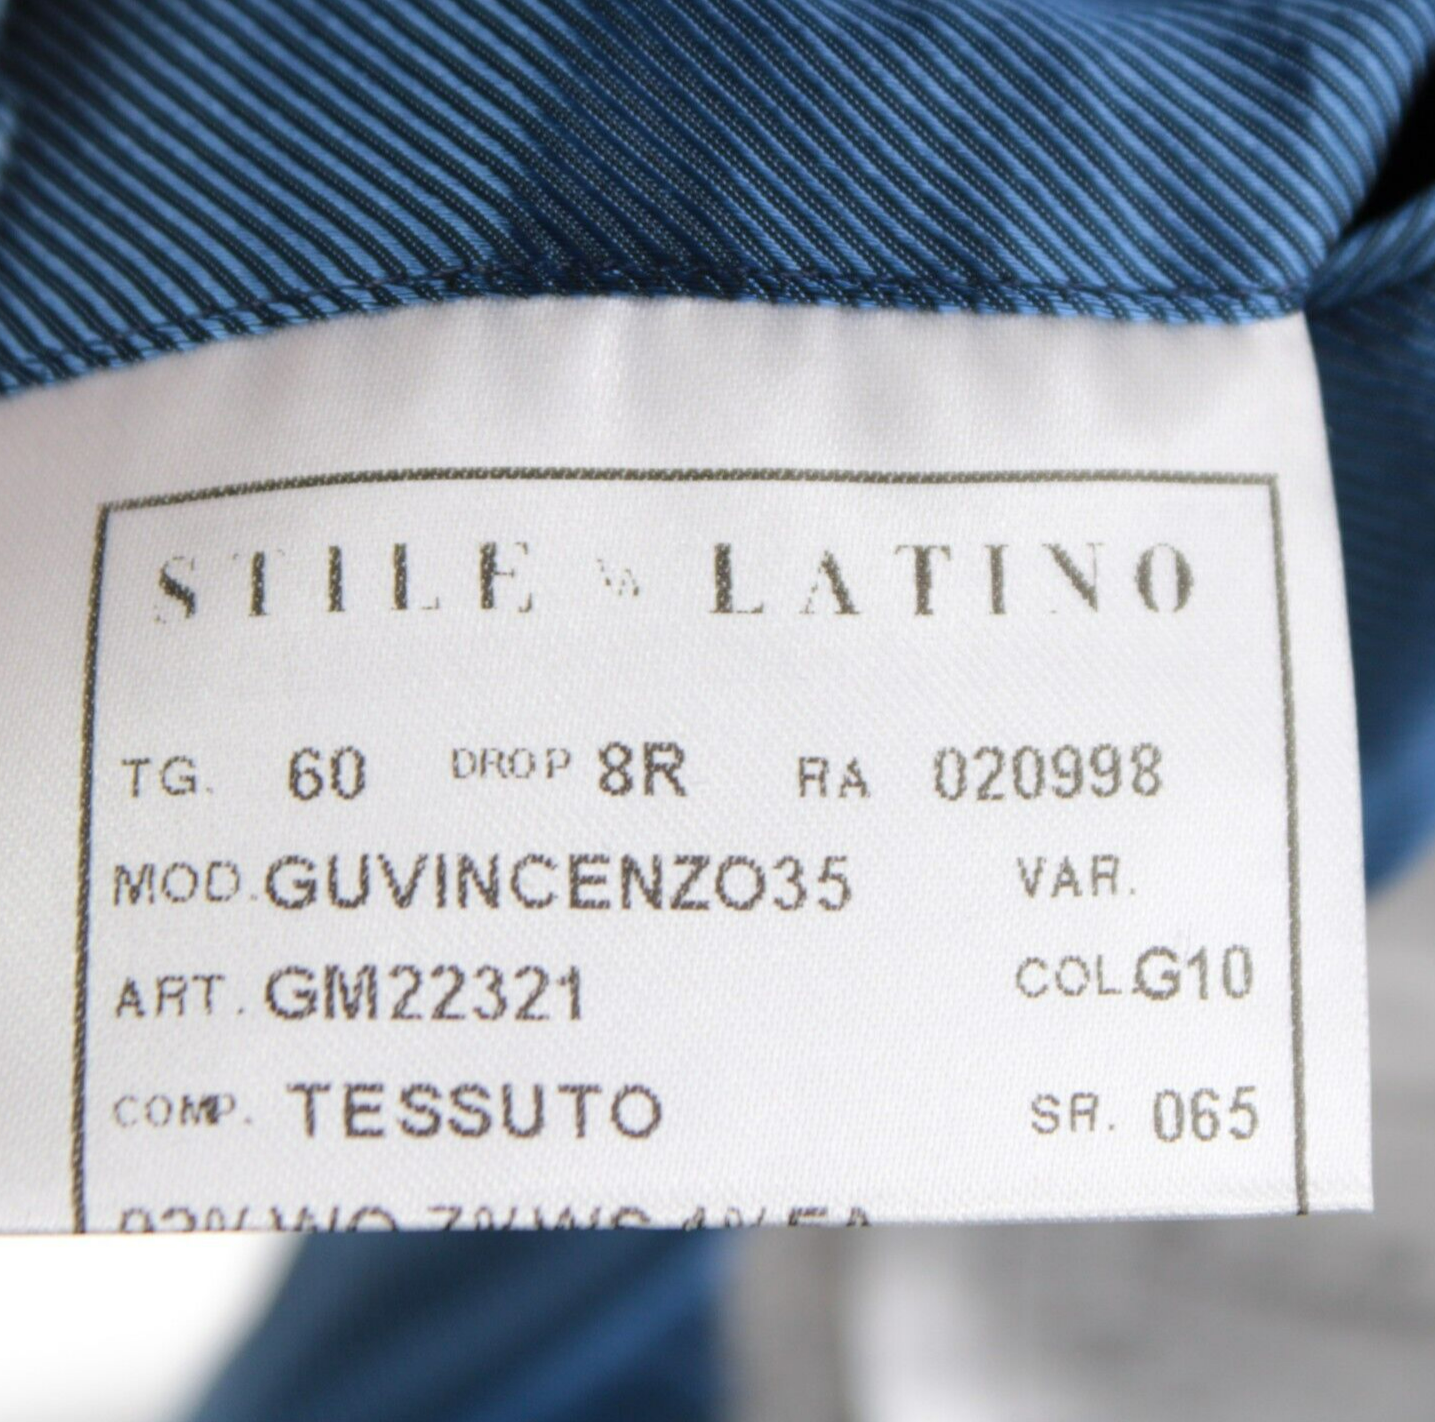 STILE LATINO
TG. 60 DROP 8R RA 020998
MOD. GUVINCENZO35 VAR.
ART. GM22321 COL. G10
COMP. TESSUTO SR. 065